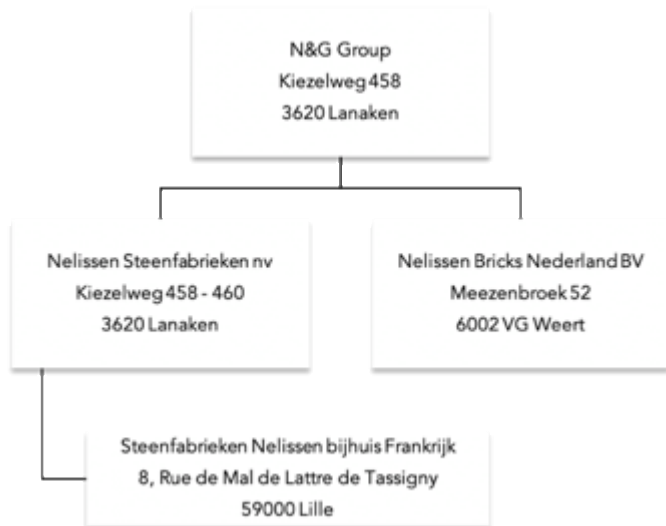 N&G Group
Kiezelweg 458
3620 Lanaken
Nelissen Steenfabrieken nv
Kiezelweg 458 - 460
3620 Lanaken
Nelissen Bricks Nederland BV
Meezenbroek 52
6002 VG Weert
Steenfabrieken Nelissen bijhuis Frankrijk
8, Rue de Mal de Lattre de Tassigny
59000 Lille